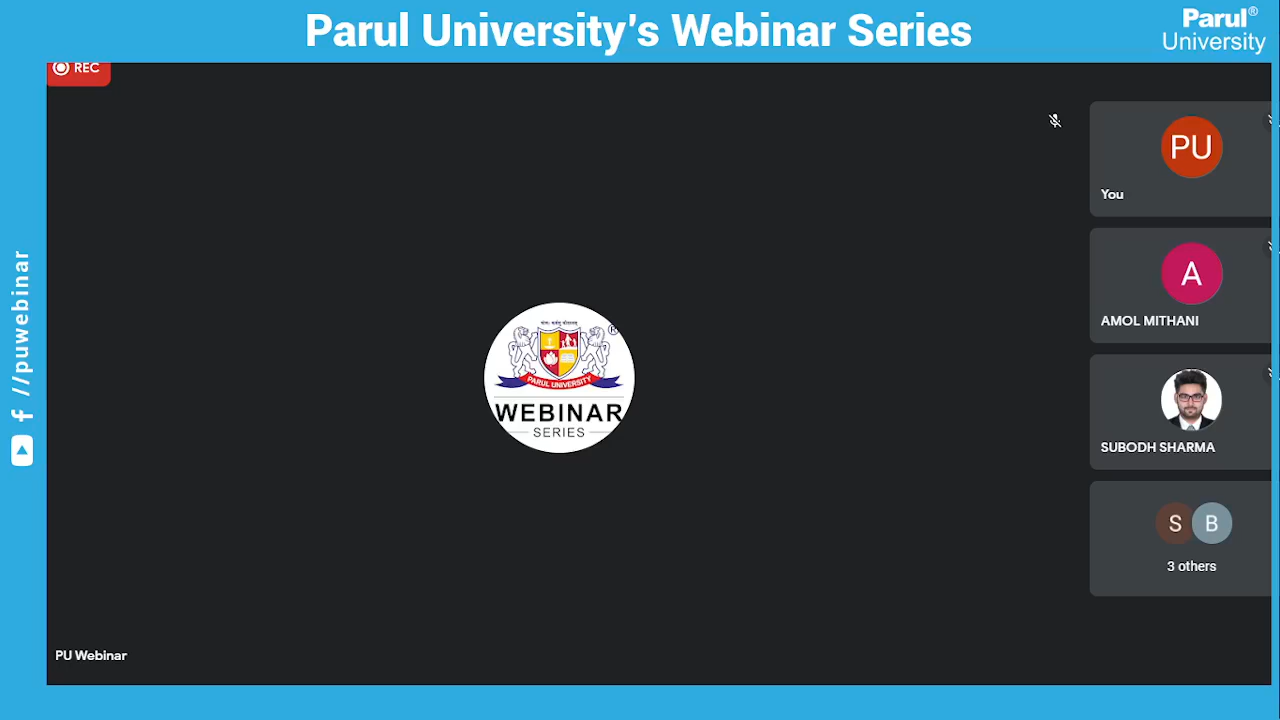 Parul University's Webinar Series
Parul®
University
REC
PU
You
A
AMOL MITHANI
SUBODH SHARMA
S B
3 others
®
PARUL UNIVERSITY
WEBINAR
SERIES
PU Webinar
//puwebinar